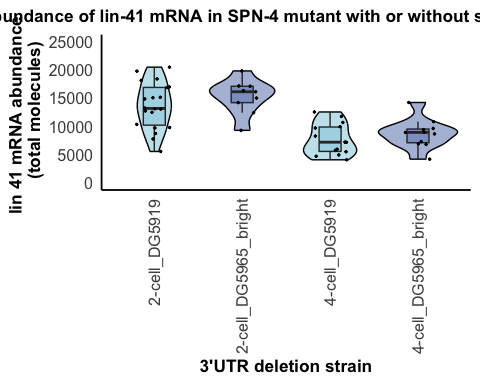 undance of lin-41 mRNA in SPN-4 mutant with or without s
lin 41 mRNA abundance
(total molecules)
25000
20000
15000
10000
5000
0
2-cell_DG5919
2-cell_DG5965_bright
4-cell_DG5919
4-cell_DG5965_bright
3'UTR deletion strain